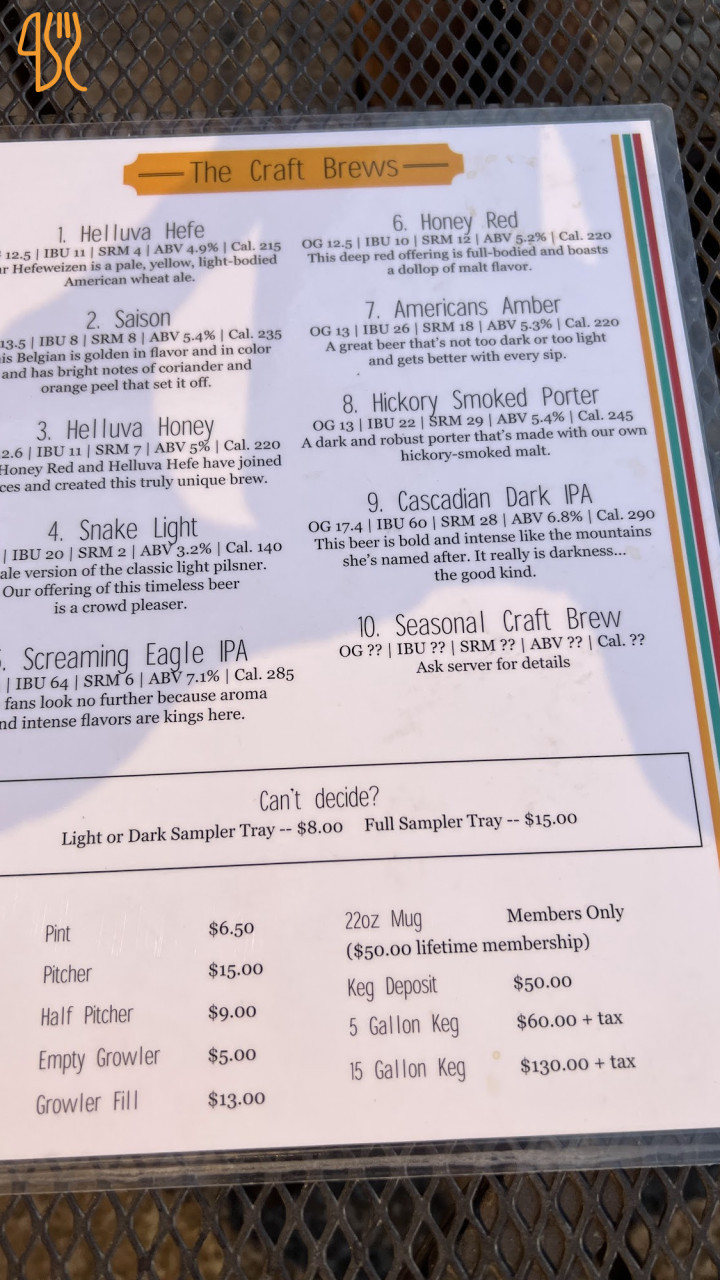 The Craft Brews
1. Helluva Hefe
12.5 | IBU 11 | SRM 4 | ABV 4.9% | Cal. 215
Hefeweizen is a pale, yellow, light-bodied
American wheat ale.
2. Saison
13.5 | IBU 8 | SRM 8 | ABV 5.4% | Cal. 235
is Belgian is golden in flavor and in color
and has bright notes of coriander and
orange peel that set it off.
3. Helluva Honey
2.6 | IBU 11 | SRM 7 | ABV 5% | Cal. 220
Honey Red and Helluva Hefe have joined
ces and created this truly unique brew.
4. Snake Light
| IBU 20 | SRM 2 | ABV 3.2% | Cal. 140
ale version of the classic light pilsner.
Our offering of this timeless beer
is a crowd pleaser.
. Screaming Eagle IPA
| IBU 64 | SRM 6 | ABV 7.1% | Cal. 285
fans look no further because aroma
nd intense flavors are kings here.
6. Honey Red
OG 12.5 | IBU 10 | SRM 12 | ABV 5.2% | Cal. 220
This deep red offering is full-bodied and boasts
a dollop of malt flavor.
7. Americans Amber
OG 13 | IBU 26 | SRM 18 | ABV 5.3% | Cal. 220
A great beer that's not too dark or too light
and gets better with every sip.
8. Hickory Smoked Porter
OG 13 | IBU 22 | SRM 29 | ABV 5.4% | Cal. 245
A dark and robust porter that's made with our own
hickory-smoked malt.
9. Cascadian Dark IPA
OG 17.4 | IBU 60 | SRM 28 | ABV 6.8% | Cal. 290
This beer is bold and intense like the mountains
she's named after. It really is darkness...
the good kind.
10. Seasonal Craft Brew
OG ?? | IBU ?? | SRM ?? | ABV ?? | Cal. ??
Ask server for details
Can't decide?
Light or Dark Sampler Tray -- $8.00 Full Sampler Tray -- $15.00
Pint $6.50
Pitcher $15.00
Half Pitcher $9.00
Empty Growler $5.00
Growler Fill $13.00
22oz Mug Members Only
($50.00 lifetime membership)
Keg Deposit $50.00
5 Gallon Keg $60.00 + tax
15 Gallon Keg $130.00 + tax